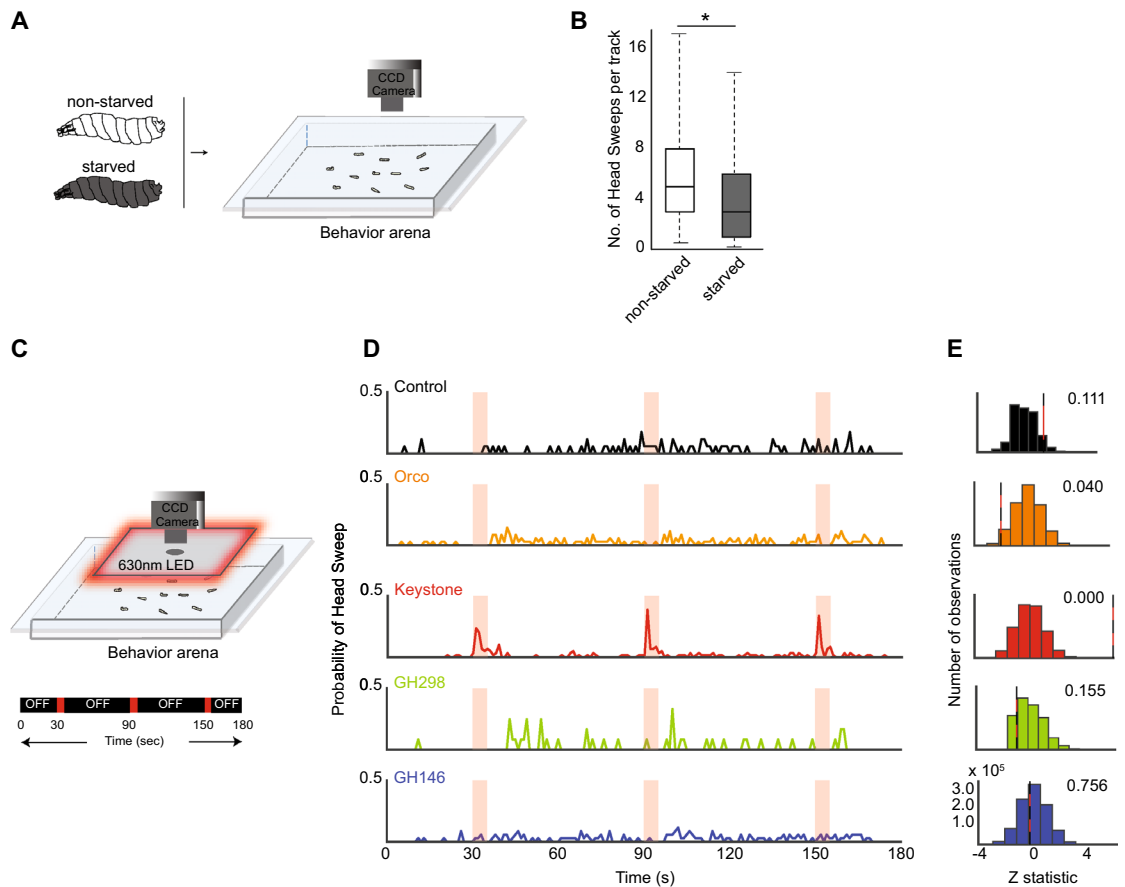 A
non-starved
starved
CCD
Camera
Behavior arena
B
*
No. of Head Sweeps per track
16
12
8
4
0
non-starved
starved
C
CCD
Camera
630nm LED
Behavior arena
OFF OFF OFF OFF
0 30 90 150 180
Time (sec)
D
Probability of Head Sweep
0.5
Control
0.5
Orco
0.5
Keystone
0.5
GH298
0.5
GH146
0 30 60 90 120 150 180
Time (s)
E
Number of observations
0.111
0.040
0.000
0.155
x 10⁵
0.756
3.0
2.0
1.0
-4 0 4
Z statistic